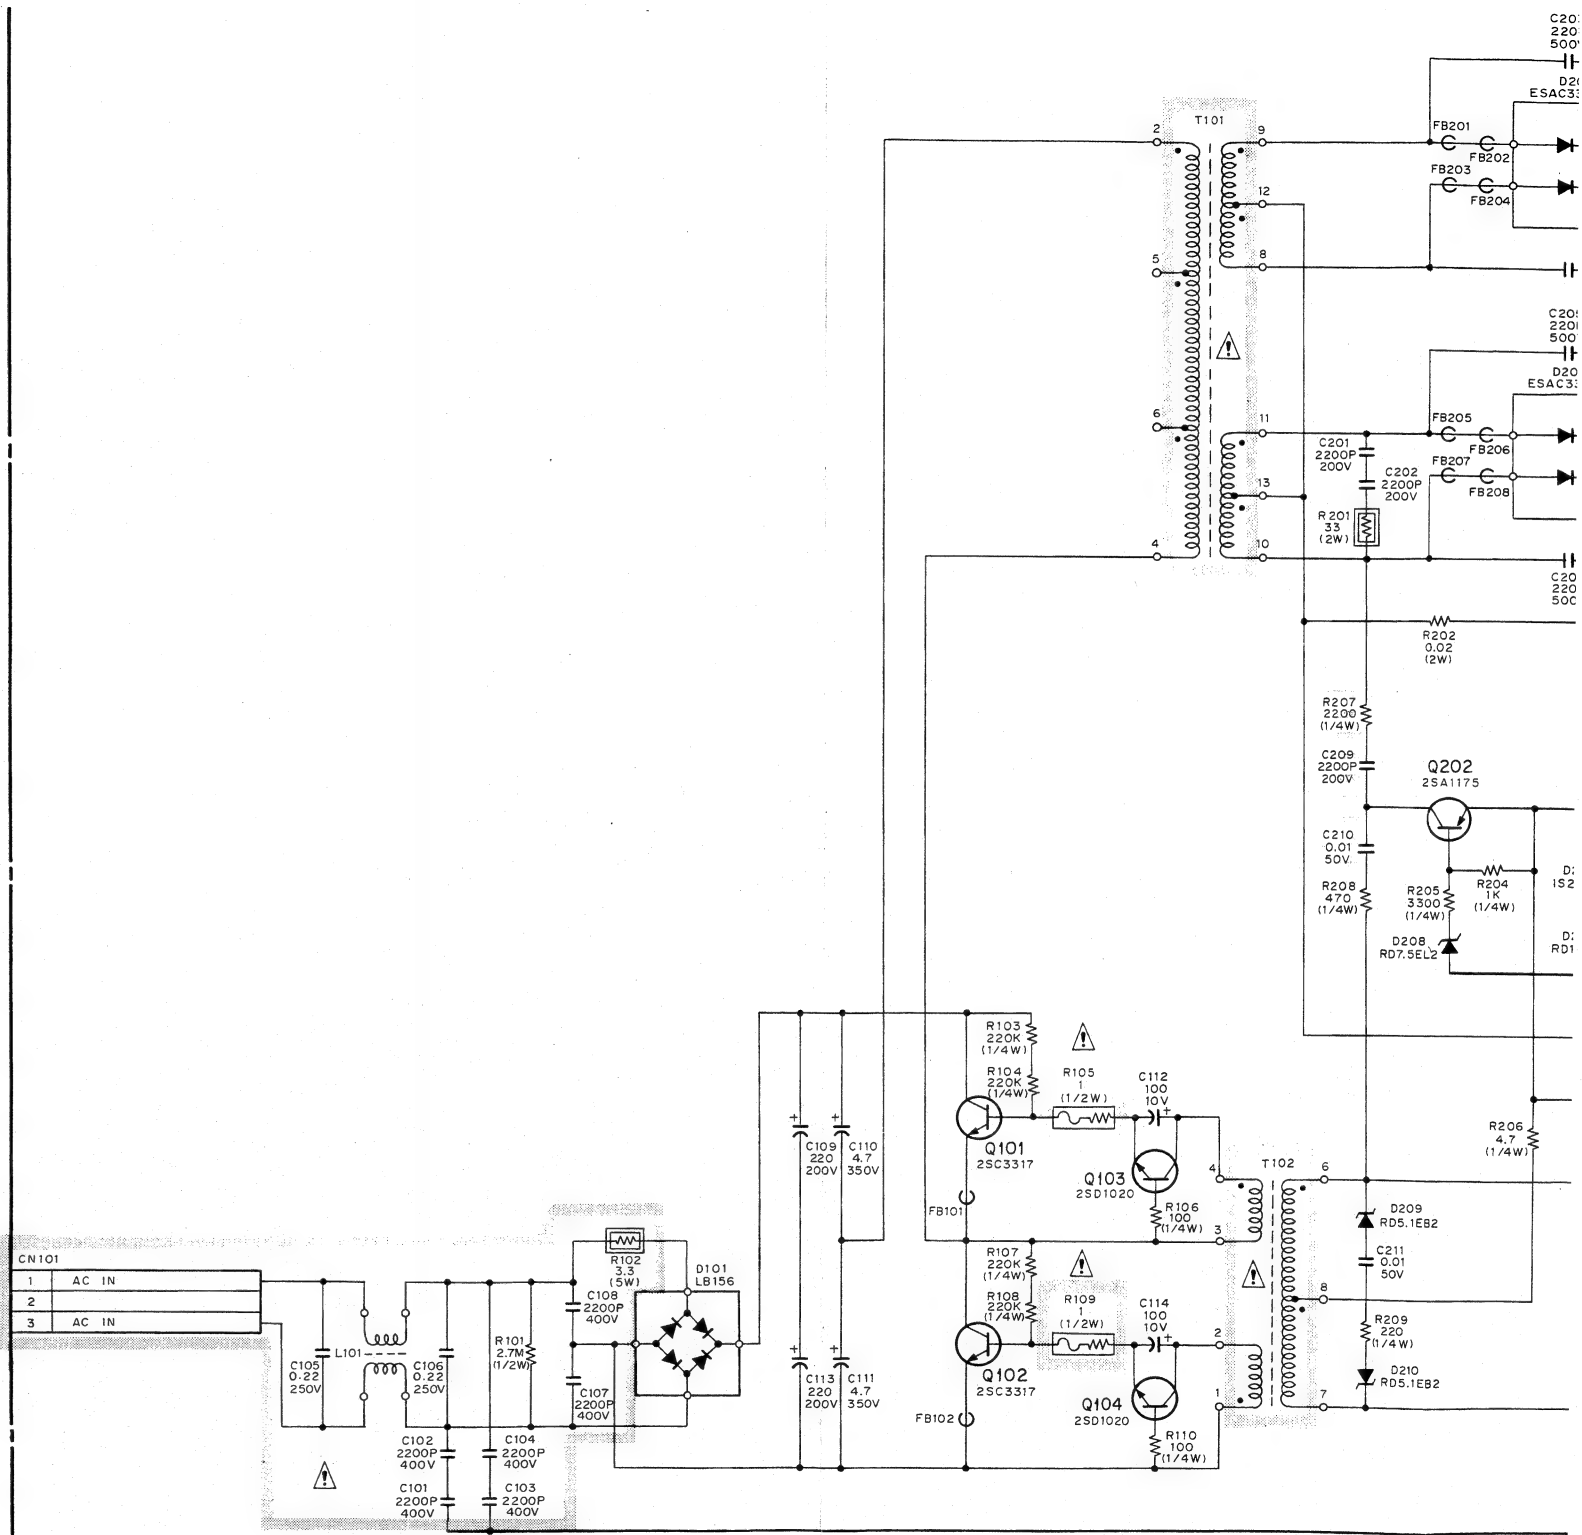 C20
220
500
D20
ESAC33
T101
2
9
FB201
FB202
FB203
FB204
12
5
8
C205
220
500
D20
ESAC33
6
11
C201
2200P
200V
FB205
FB206
FB207
FB208
C202
2200P
200V
13
R201
33
(2W)
4
10
C20
220
500
R202
0.02
(2W)
R207
2200
(1/4W)
C209
2200P
200V
Q202
2SA1175
C210
0.01
50V
R208
470
(1/4W)
R205
3300
(1/4W)
R204
1K
(1/4W)
D2
1S2
D208
RD7.5EL2
D2
RD1
R103
220K
(1/4W)
R104
220K
(1/4W)
R105
1
(1/2W)
C112
100
10V
+
+
+
C109
220
200V
C110
4.7
350V
Q101
2SC3317
Q103
2SD1020
R106
100
(1/4W)
FB101
4
T102
6
3
R206
4.7
(1/4W)
D209
RD5.1EB2
C211
0.01
50V
8
R209
220
(1/4W)
D210
RD5.1EB2
7
R107
220K
(1/4W)
R108
220K
(1/4W)
R109
1
(1/2W)
C114
100
10V
+
2
1
+
+
C113
220
200V
C111
4.7
350V
Q102
2SC3317
Q104
2SD1020
R110
100
(1/4W)
FB102
CN101
1 AC IN
2
3 AC IN
R102
3.3
(5W)
D101
LB156
C108
2200P
400V
C105
0.22
250V
L101
C106
0.22
250V
R101
2.7M
(1/2W)
C107
2200P
400V
C102
2200P
400V
C104
2200P
400V
C101
2200P
400V
C103
2200P
400V